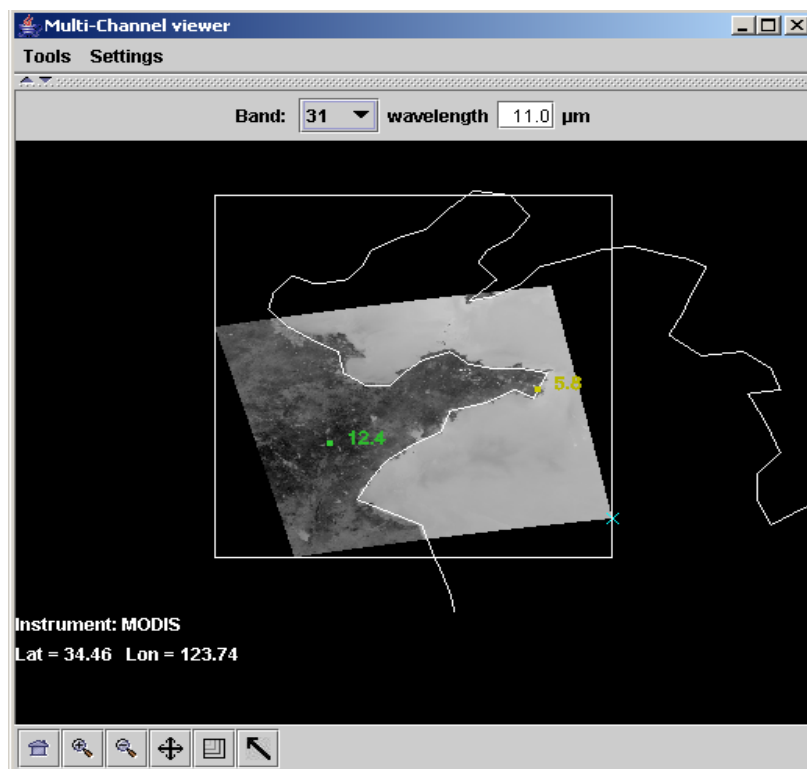 Multi-Channel viewer
Tools Settings
Band: 31 wavelength 11.0 µm
5.8
12.4
Instrument: MODIS
Lat = 34.46 Lon = 123.74